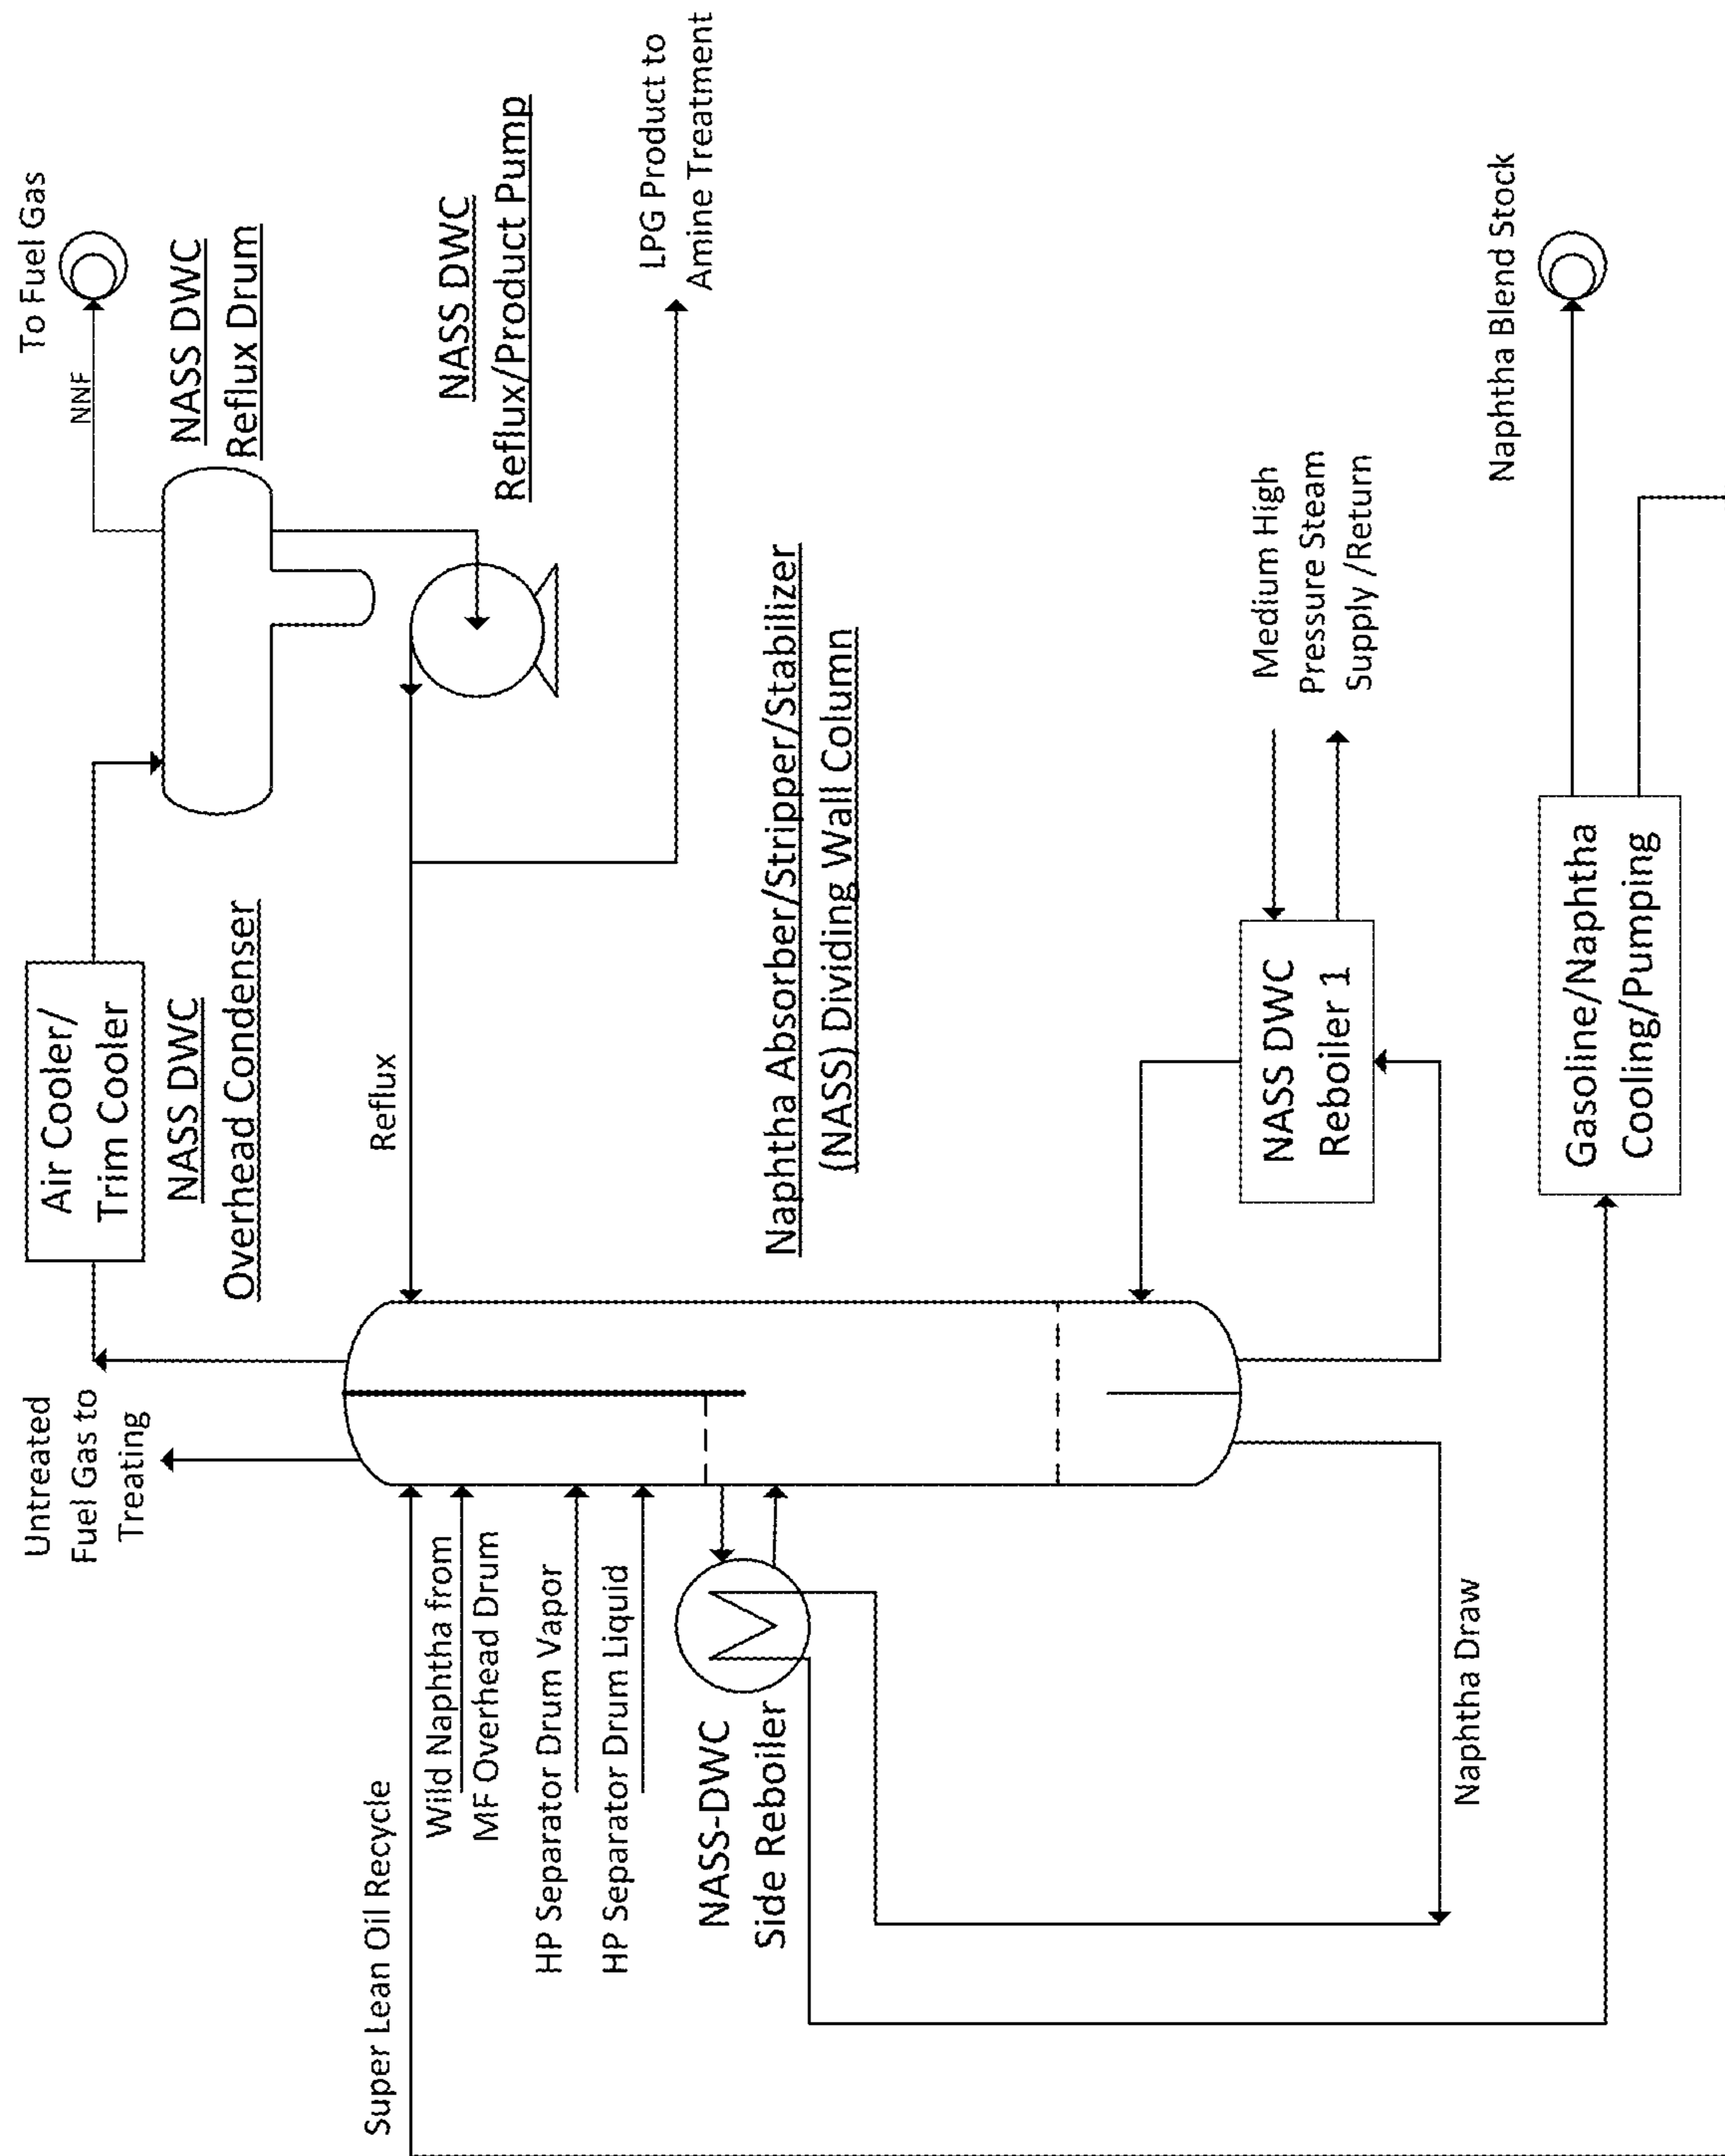 Untreated
Fuel Gas to
Treating
Air Cooler/
Trim Cooler
NASS DWC
Overhead Condenser
To Fuel Gas
NNF
NASS DWC
Reflux Drum
NASS DWC
Reflux/Product Pump
LPG Product to
Amine Treatment
Reflux
Super Lean Oil Recycle
Wild Naphtha from
MF Overhead Drum
HP Separator Drum Vapor
HP Separator Drum Liquid
NASS-DWC
Side Reboiler
Naphtha Absorber/Stripper/Stabilizer
(NASS) Dividing Wall Column
Medium High
Pressure Steam
Supply /Return
NASS DWC
Reboiler 1
Naphtha Draw
Gasoline/Naphtha
Cooling/Pumping
Naphtha Blend Stock